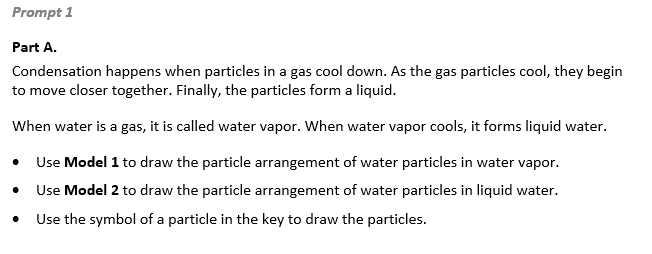 Prompt 1
Part A.
Condensation happens when particles in a gas cool down. As the gas particles cool, they begin
to move closer together. Finally, the particles form a liquid.
When water is a gas, it is called water vapor. When water vapor cools, it forms liquid water.
• Use Model 1 to draw the particle arrangement of water particles in water vapor.
• Use Model 2 to draw the particle arrangement of water particles in liquid water.
• Use the symbol of a particle in the key to draw the particles.